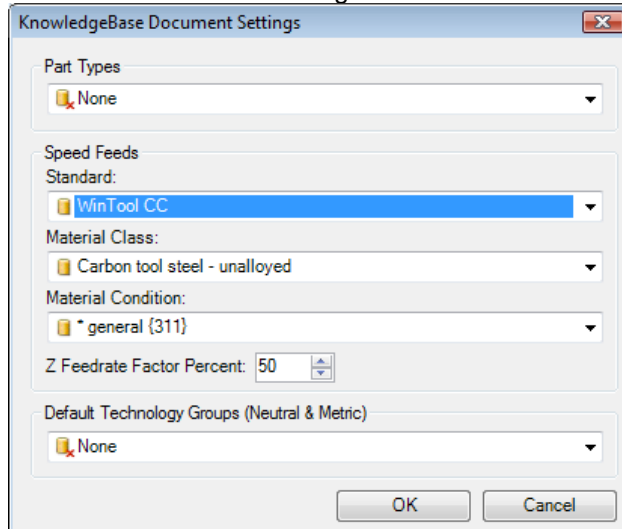 KnowledgeBase Document Settings
Part Types
None
Speed Feeds
Standard:
WinTool CC
Material Class:
Carbon tool steel - unalloyed
Material Condition:
* general {311}
Z Feedrate Factor Percent: 50
Default Technology Groups (Neutral & Metric)
None
OK Cancel